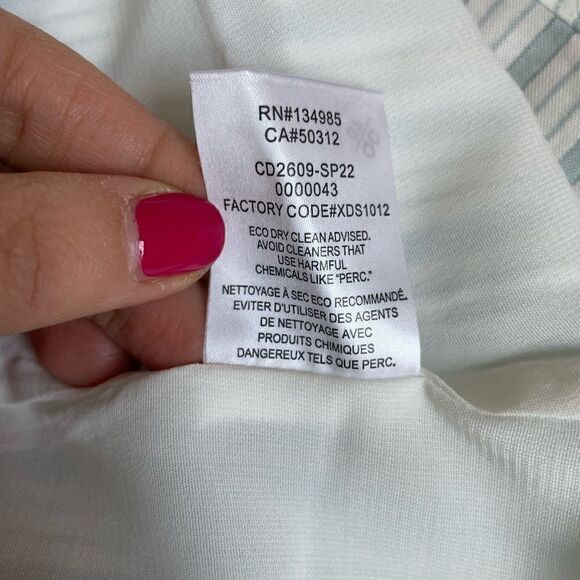 RN#134985
CA#50312
CD2609-SP22
0000043
FACTORY CODE#XDS1012
ECO DRY CLEAN ADVISED.
AVOID CLEANERS THAT
USE HARMFUL
CHEMICALS LIKE "PERC."
NETTOYAGE À SEC ECO RECOMMANDÉ.
EVITER D'UTILISER DES AGENTS
DE NETTOYAGE AVEC
PRODUITS CHIMIQUES
DANGEREUX TELS QUE PERC.